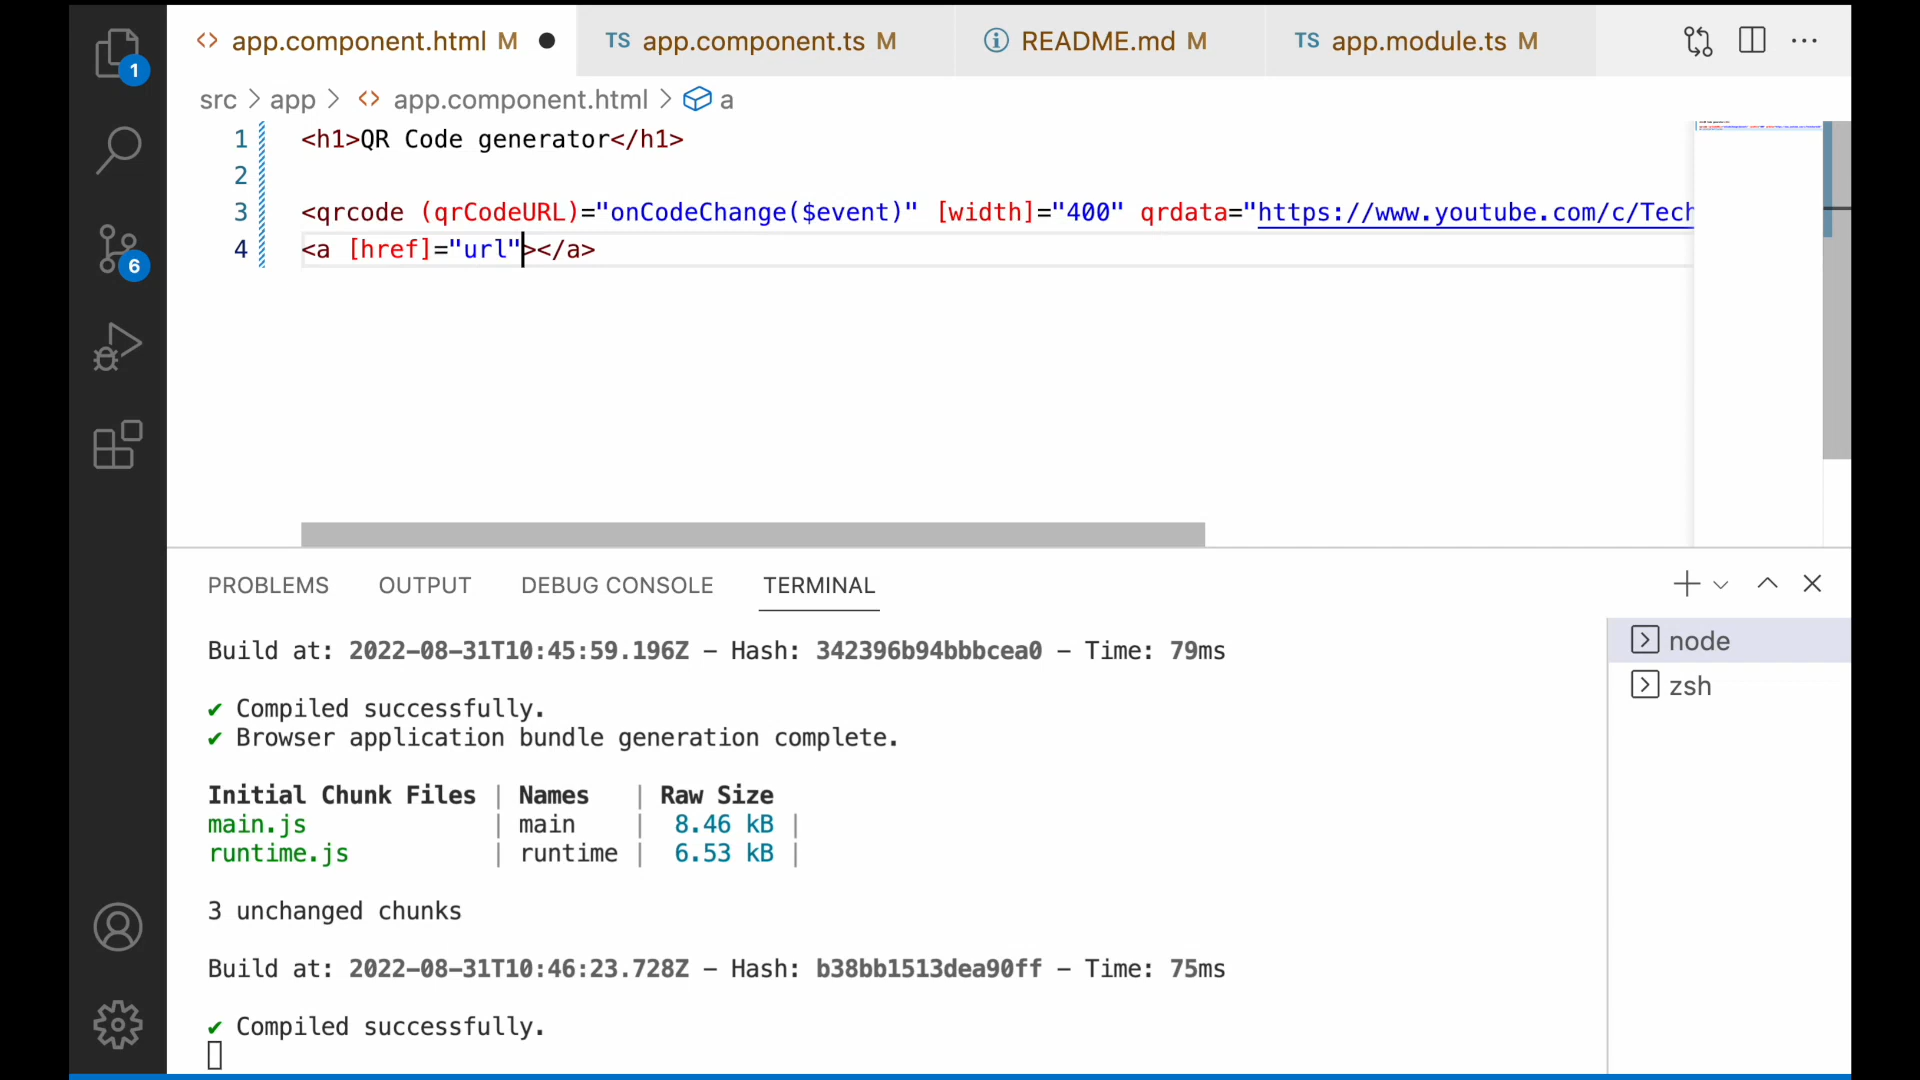 <> app.component.html M ● TS app.component.ts M README.md M TS app.module.ts M ···
1
src > app > <> app.component.html > a
1 <h1>QR Code generator</h1>
2
3 <qrcode (qrCodeURL)="onCodeChange($event)" [width]="400" qrdata="https://www.youtube.com/c/Tech
4 <a [href]="url"></a>
6
PROBLEMS OUTPUT DEBUG CONSOLE TERMINAL
Build at: 2022-08-31T10:45:59.196Z - Hash: 342396b94bbbcea0 - Time: 79ms
node
zsh
✔ Compiled successfully.
✔ Browser application bundle generation complete.
Initial Chunk Files | Names | Raw Size
main.js | main | 8.46 kB |
runtime.js | runtime | 6.53 kB |
3 unchanged chunks
Build at: 2022-08-31T10:46:23.728Z - Hash: b38bb1513dea90ff - Time: 75ms
✔ Compiled successfully.